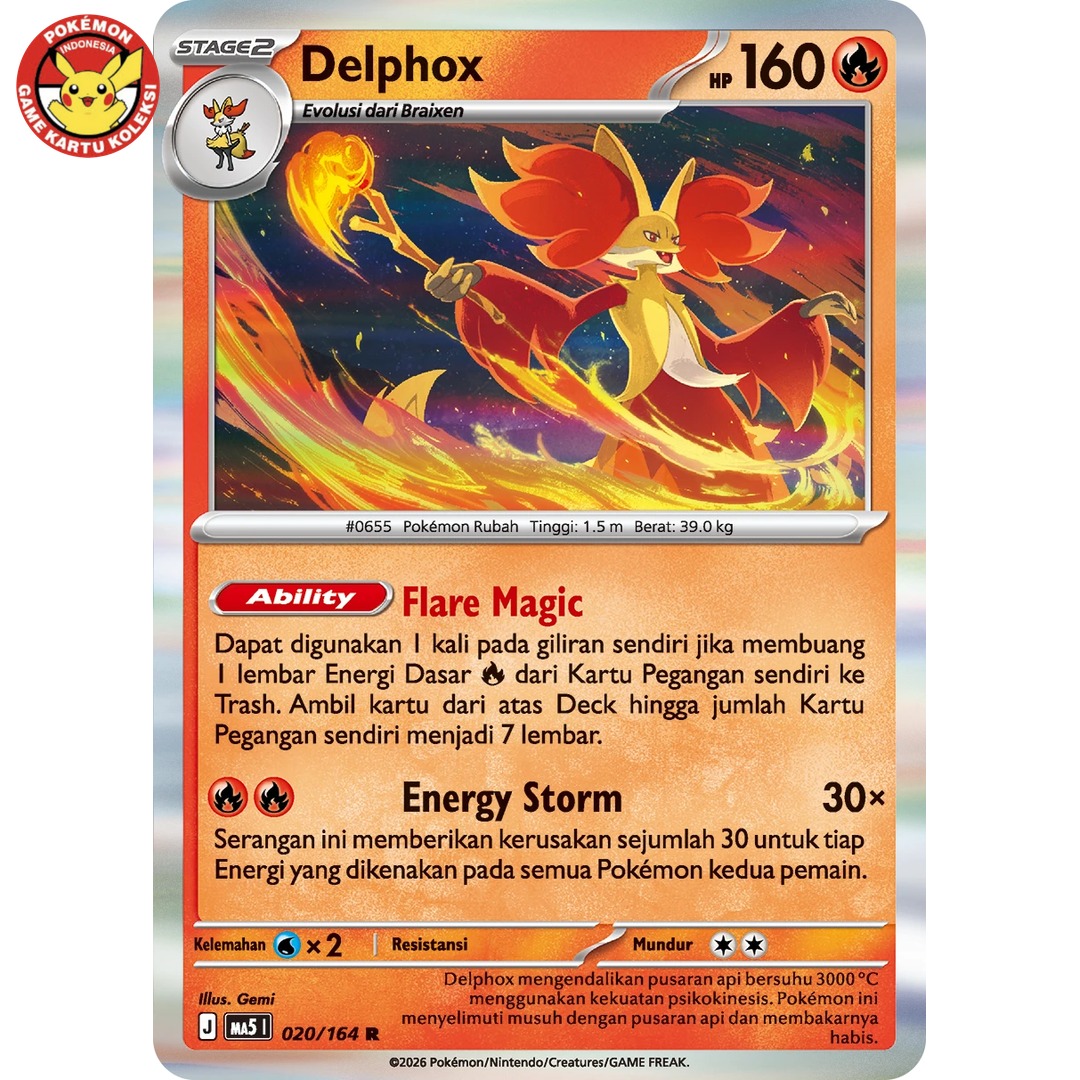 POKÉMON
INDONESIA
GAME KARTU KOLEKSI
STAGE2
Delphox
HP 160
Evolusi dari Braixen
#0655 Pokémon Rubah Tinggi: 1.5 m Berat: 39.0 kg
Ability Flare Magic
Dapat digunakan 1 kali pada giliran sendiri jika membuang
1 lembar Energi Dasar dari Kartu Pegangan sendiri ke
Trash. Ambil kartu dari atas Deck hingga jumlah Kartu
Pegangan sendiri menjadi 7 lembar.
Energy Storm 30×
Serangan ini memberikan kerusakan sejumlah 30 untuk tiap
Energi yang dikenakan pada semua Pokémon kedua pemain.
Kelemahan ×2 Resistansi Mundur
Delphox mengendalikan pusaran api bersuhu 3000°C
menggunakan kekuatan psikokinesis. Pokémon ini
menyelimuti musuh dengan pusaran api dan membakarnya
habis.
Illus. Gemi
J MA5 I 020/164 R
©2026 Pokémon/Nintendo/Creatures/GAME FREAK.